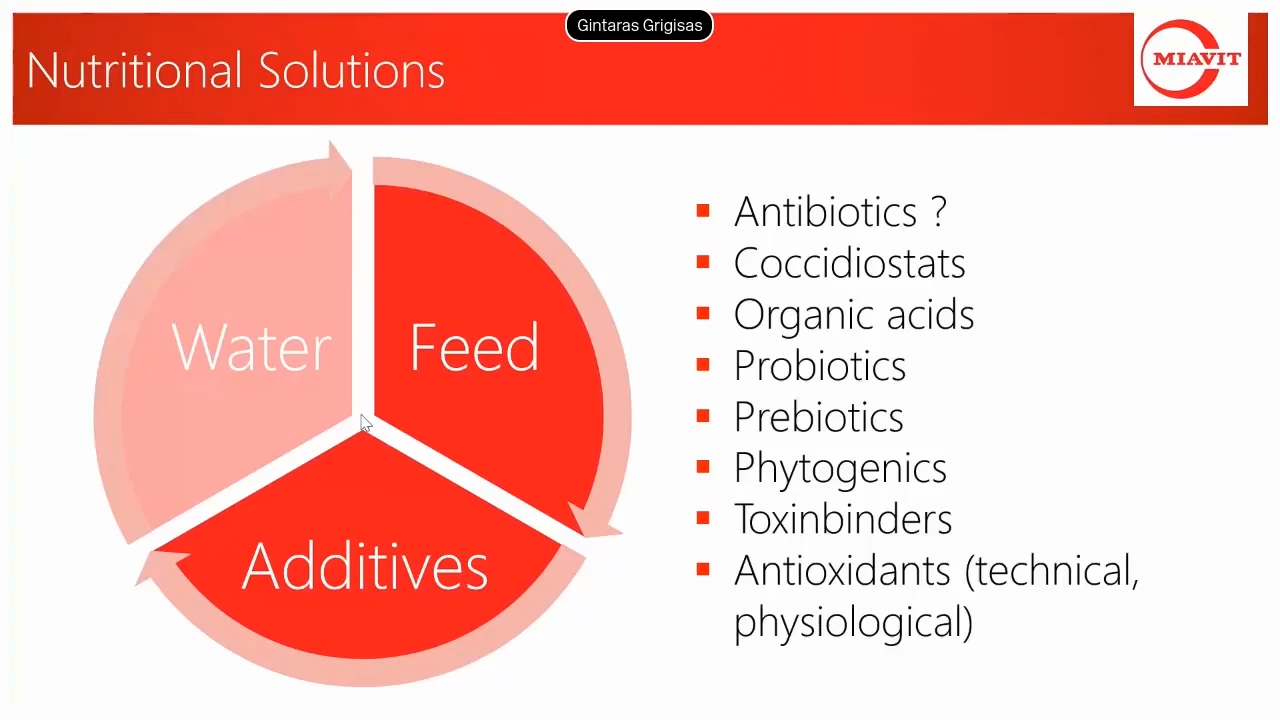 Gintaras Grigisas
Nutritional Solutions
MIAVIT
Water
Feed
Additives
Antibiotics ?
Coccidiostats
Organic acids
Probiotics
Prebiotics
Phytogenics
Toxinbinders
Antioxidants (technical,
physiological)